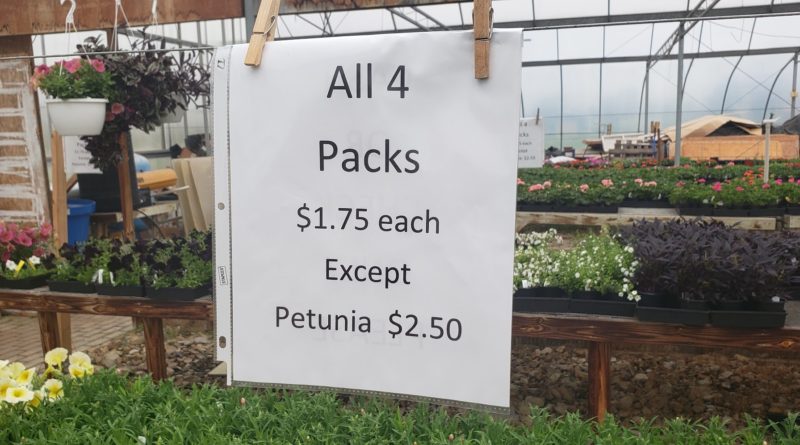 All 4
Packs
$1.75 each
Except
Petunia $2.50